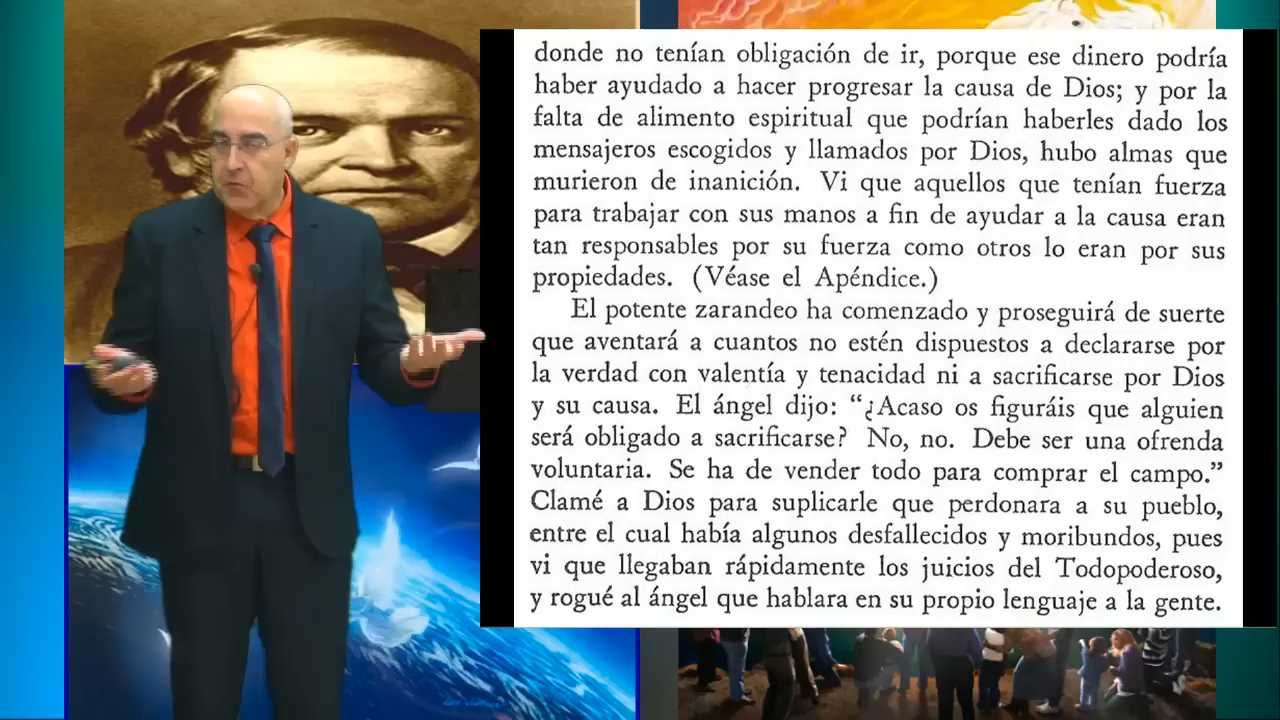 donde no tenían obligación de ir, porque ese dinero podría
haber ayudado a hacer progresar la causa de Dios; y por la
falta de alimento espiritual que podrían haberles dado los
mensajeros escogidos y llamados por Dios, hubo almas que
murieron de inanición. Vi que aquellos que tenían fuerza
para trabajar con sus manos a fin de ayudar a la causa eran
tan responsables por su fuerza como otros lo eran por sus
propiedades. (Véase el Apéndice.)
El potente zarandeo ha comenzado y proseguirá de suerte
que aventará a cuantos no estén dispuestos a declararse por
la verdad con valentía y tenacidad ni a sacrificarse por Dios
y su causa. El ángel dijo: “¿Acaso os figuráis que alguien
será obligado a sacrificarse? No, no. Debe ser una ofrenda
voluntaria. Se ha de vender todo para comprar el campo.”
Clamé a Dios para suplicarle que perdonara a su pueblo,
entre el cual había algunos desfallecidos y moribundos, pues
vi que llegaban rápidamente los juicios del Todopoderoso,
y rogué al ángel que hablara en su propio lenguaje a la gente.